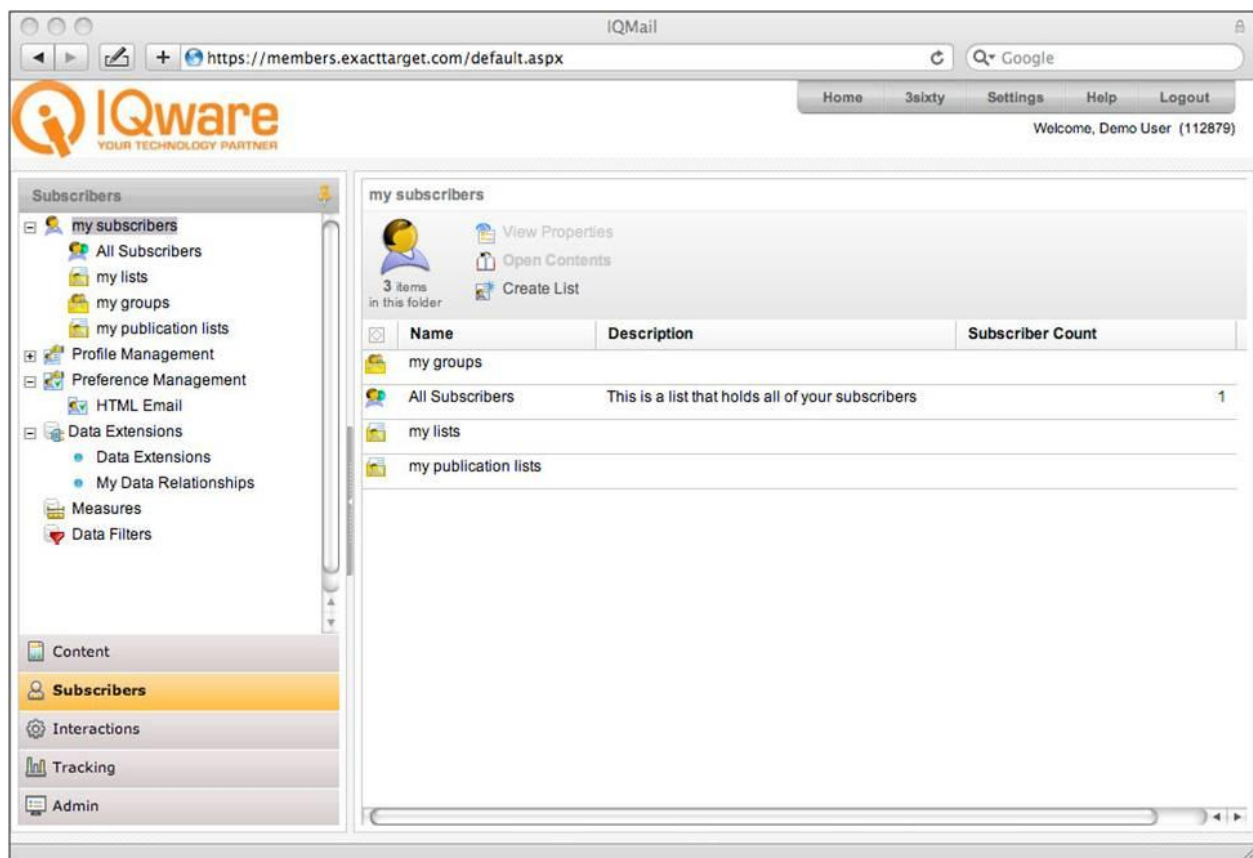 IQMail
https://members.exacttarget.com/default.aspx
Google
IQware
YOUR TECHNOLOGY PARTNER
Home 3sixty Settings Help Logout
Welcome, Demo User (112879)
Subscribers
my subscribers
All Subscribers
my lists
my groups
my publication lists
Profile Management
Preference Management
HTML Email
Data Extensions
Data Extensions
My Data Relationships
Measures
Data Filters
Content
Subscribers
Interactions
Tracking
Admin
my subscribers
3 items
in this folder
View Properties
Open Contents
Create List
Name Description Subscriber Count
my groups
All Subscribers This is a list that holds all of your subscribers 1
my lists
my publication lists